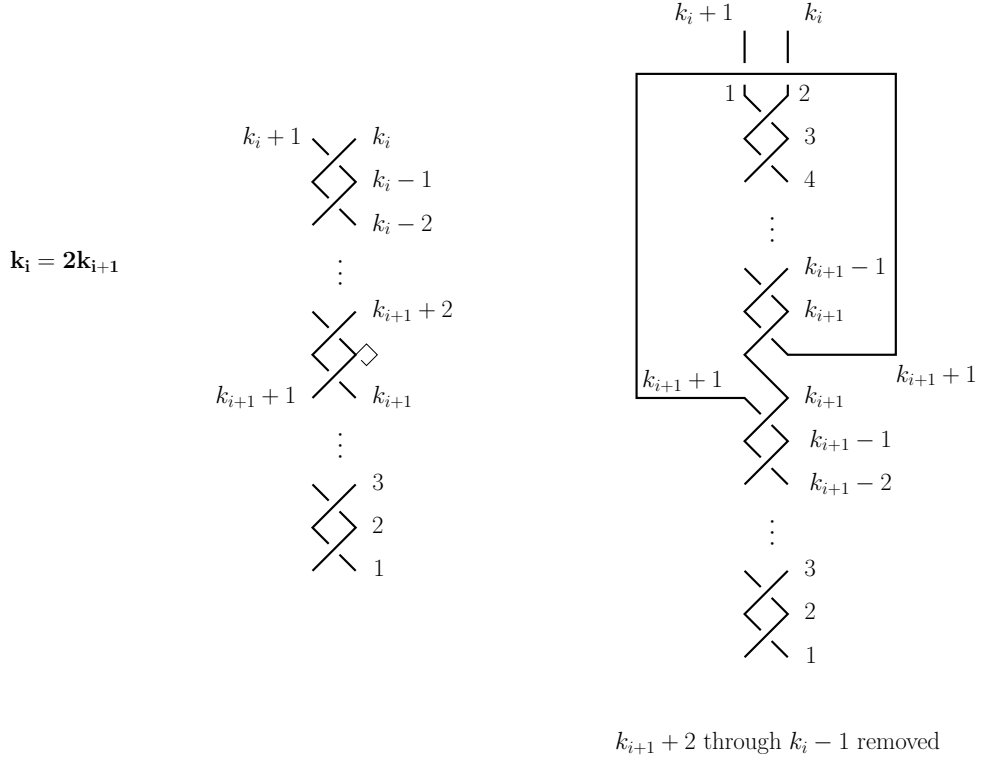 k_i + 1 k_i
k_i − 1
k_i − 2
⋮
k_{i+1} + 2
k_{i+1} + 1 k_{i+1}
⋮
3
2
1
𝐤_𝐢 = 𝟐𝐤_{𝐢+𝟏}
k_i + 1 k_i
1 2
3
4
⋮
k_{i+1} − 1
k_{i+1}
k_{i+1} + 1
k_{i+1} + 1 k_{i+1}
k_{i+1} − 1
k_{i+1} − 2
⋮
3
2
1
k_{i+1} + 2 through k_i − 1 removed